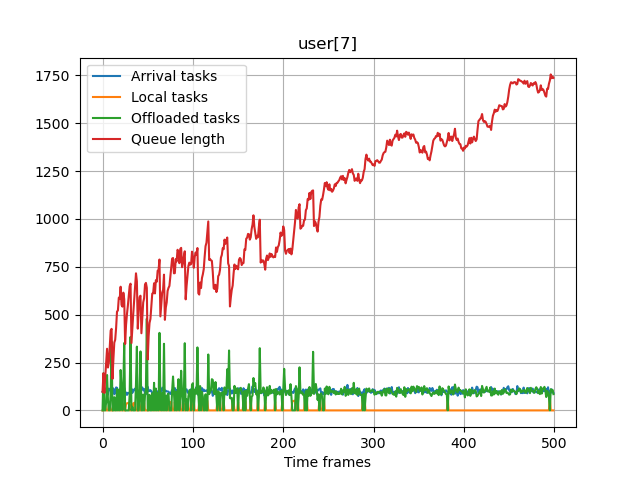 user[7]
Arrival tasks
Local tasks
Offloaded tasks
Queue length
1750
1500
1250
1000
750
500
250
0
0 100 200 300 400 500
Time frames